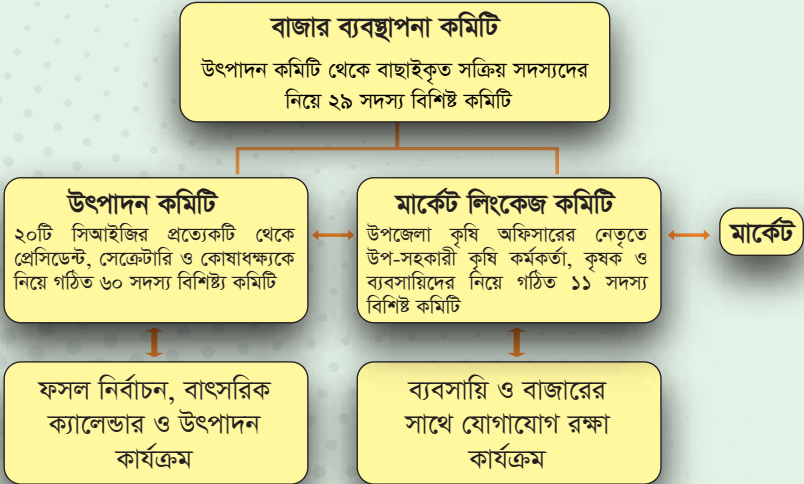 বাজার ব্যবস্থাপনা কমিটি
উৎপাদন কমিটি থেকে বাছাইকৃত সক্রিয় সদস্যদের
নিয়ে ২৯ সদস্য বিশিষ্ট কমিটি
উৎপাদন কমিটি
২০টি সিআইজির প্রত্যেকটি থেকে
প্রেসিডেন্ট, সেক্রেটারি ও কোষাধক্ষ্যকে
নিয়ে গঠিত ৬০ সদস্য বিশিষ্ট্য কমিটি
মার্কেট লিংকেজ কমিটি
উপজেলা কৃষি অফিসারের নেতৃতে
উপ-সহকারী কৃষি কর্মকর্তা, কৃষক ও
ব্যবসায়িদের নিয়ে গঠিত ১১ সদস্য
বিশিষ্ট কমিটি
মার্কেট
ফসল নির্বাচন, বাৎসরিক
ক্যালেন্ডার ও উৎপাদন
কার্যক্রম
ব্যবসায়ি ও বাজারের
সাথে যোগাযোগ রক্ষা
কার্যক্রম